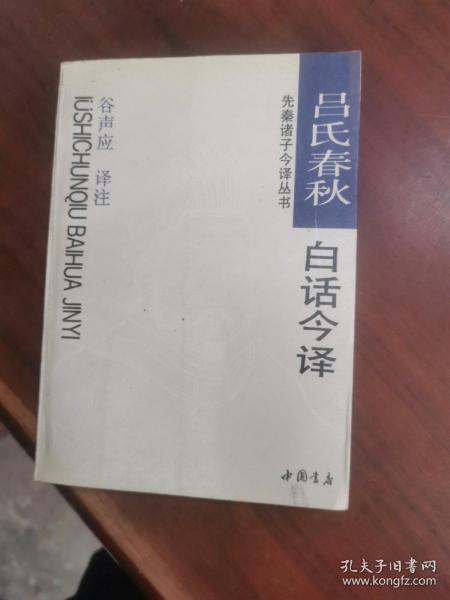 吕氏春秋
白话今译
先秦诸子今译丛书
谷声应 译注
lÜSHICHUNQIU BAIHUA JINYI
中国书店
孔夫子旧书网
www.kongfz.com